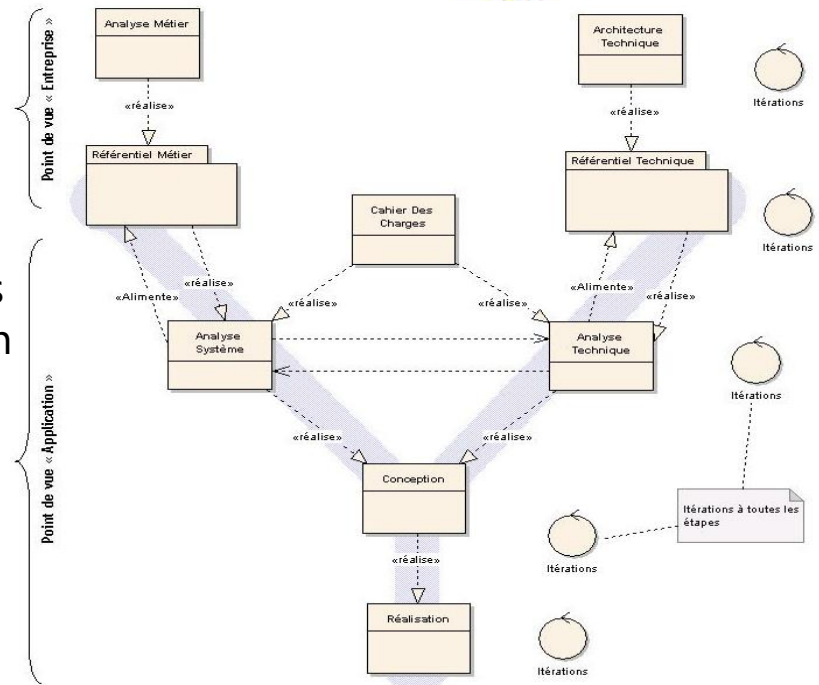 Analyse Métier
Architecture
Technique
Itérations
«réalise»
«réalise»
Point de vue « Entreprise »
Référentiel Métier
Référentiel Technique
Cahier Des
Charges
Itérations
«Alimente»
«réalise»
«réalise»
«réalise»
«Alimente»
«réalise»
s
n
Analyse
Système
Analyse
Technique
Itérations
Point de vue « Application »
«réalise»
«réalise»
Conception
Itérations à toutes les
étapes
Itérations
«réalise»
Réalisation
Itérations